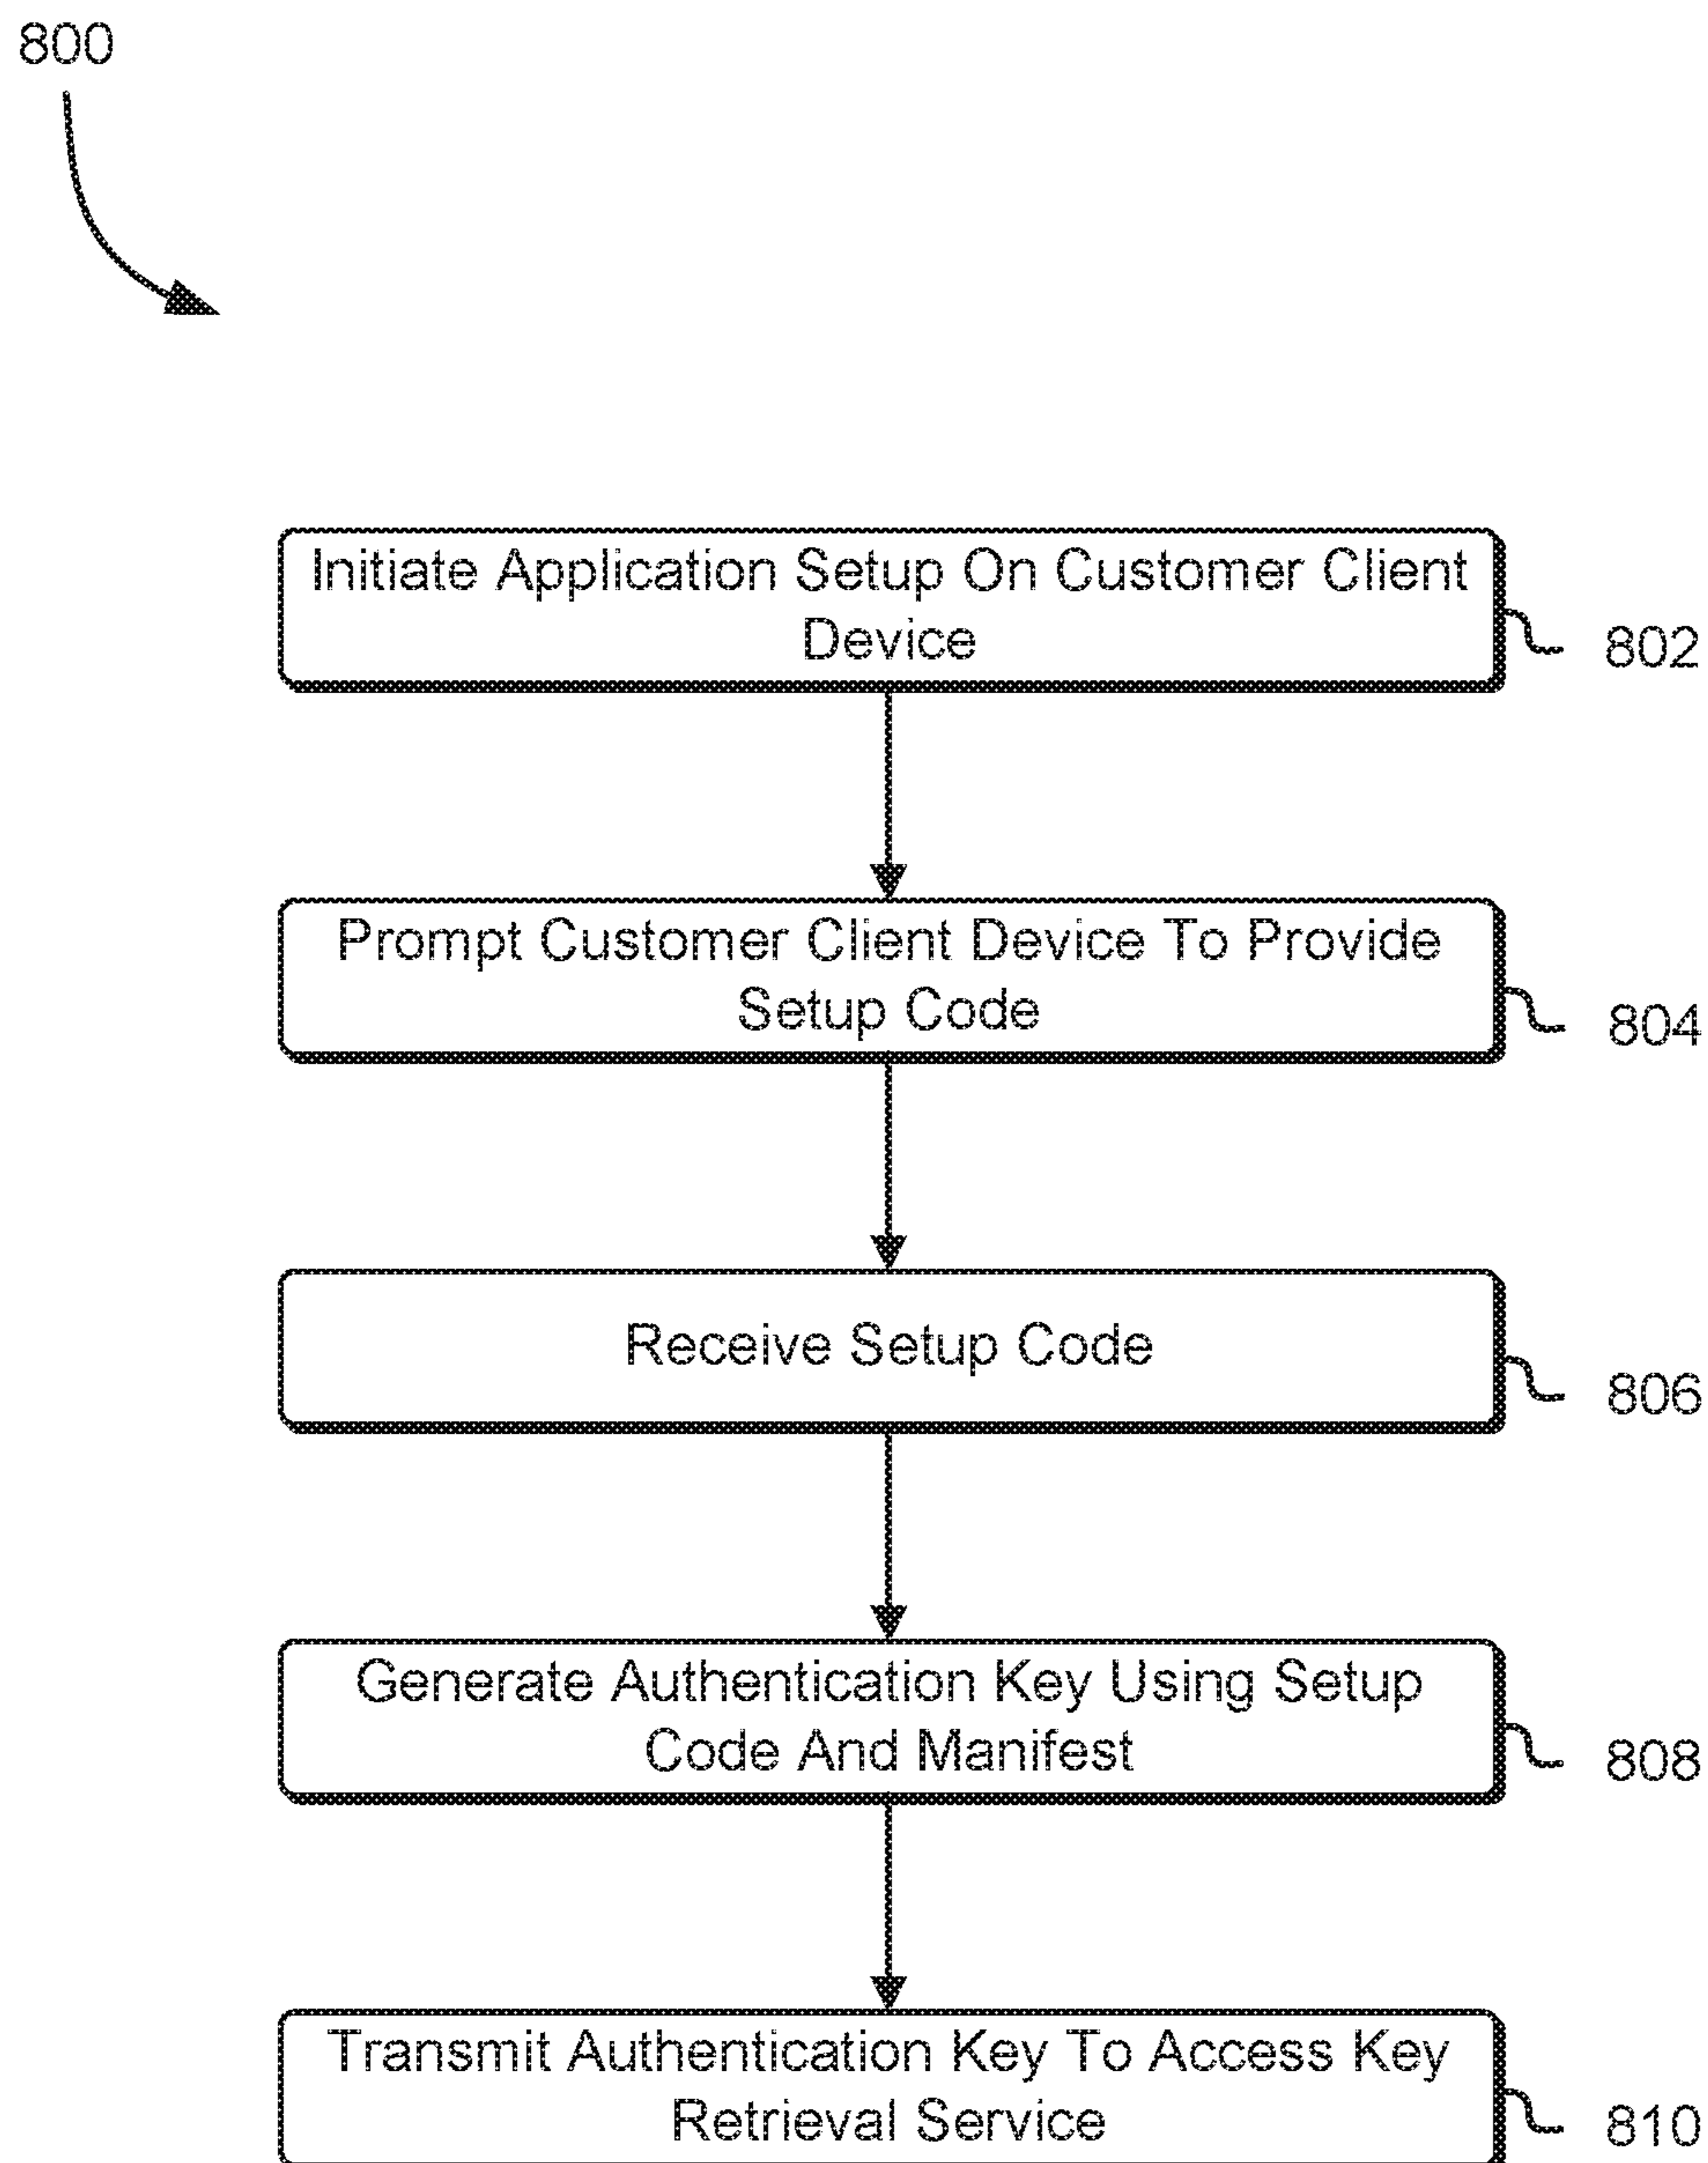 800
Initiate Application Setup On Customer Client
Device
802
Prompt Customer Client Device To Provide
Setup Code
804
Receive Setup Code
806
Generate Authentication Key Using Setup
Code And Manifest
808
Transmit Authentication Key To Access Key
Retrieval Service
810